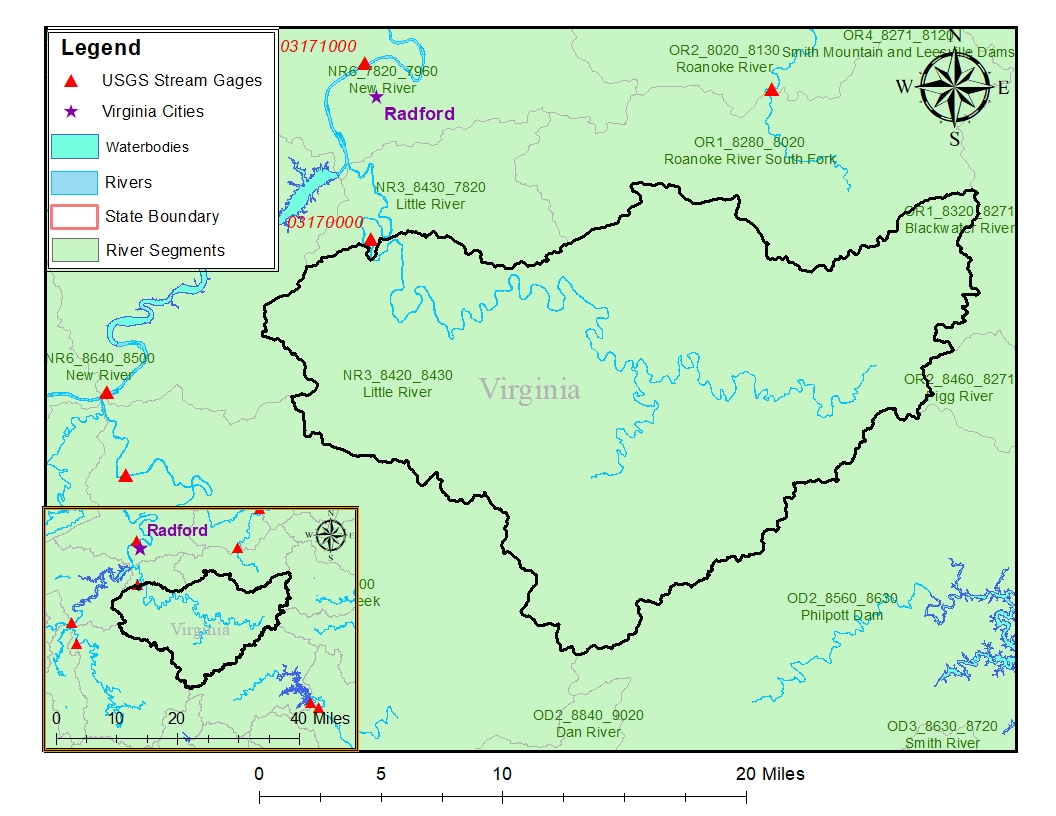 Legend
USGS Stream Gages
Virginia Cities
Waterbodies
Rivers
State Boundary
River Segments
03171000
NR6_7820_7960
New River
Radford
OR2_8020_8130
Roanoke River
OR4_8271_8120
Smith Mountain and Leesville Dams
N
W
E
S
OR1_8280_8020
Roanoke River South Fork
NR3_8430_7820
Little River
03170000
OR1_8320_8271
Blackwater River
NR6_8640_8500
New River
NR3_8420_8430
Little River
Virginia
OR2_8460_8271
igg River
OD2_8560_8630
Philpott Dam
OD2_8840_9020
Dan River
OD3_8630_8720
Smith River
00
eek
Radford
N
W
E
S
Virginia
0 10 20 40 Miles
0 5 10 20 Miles